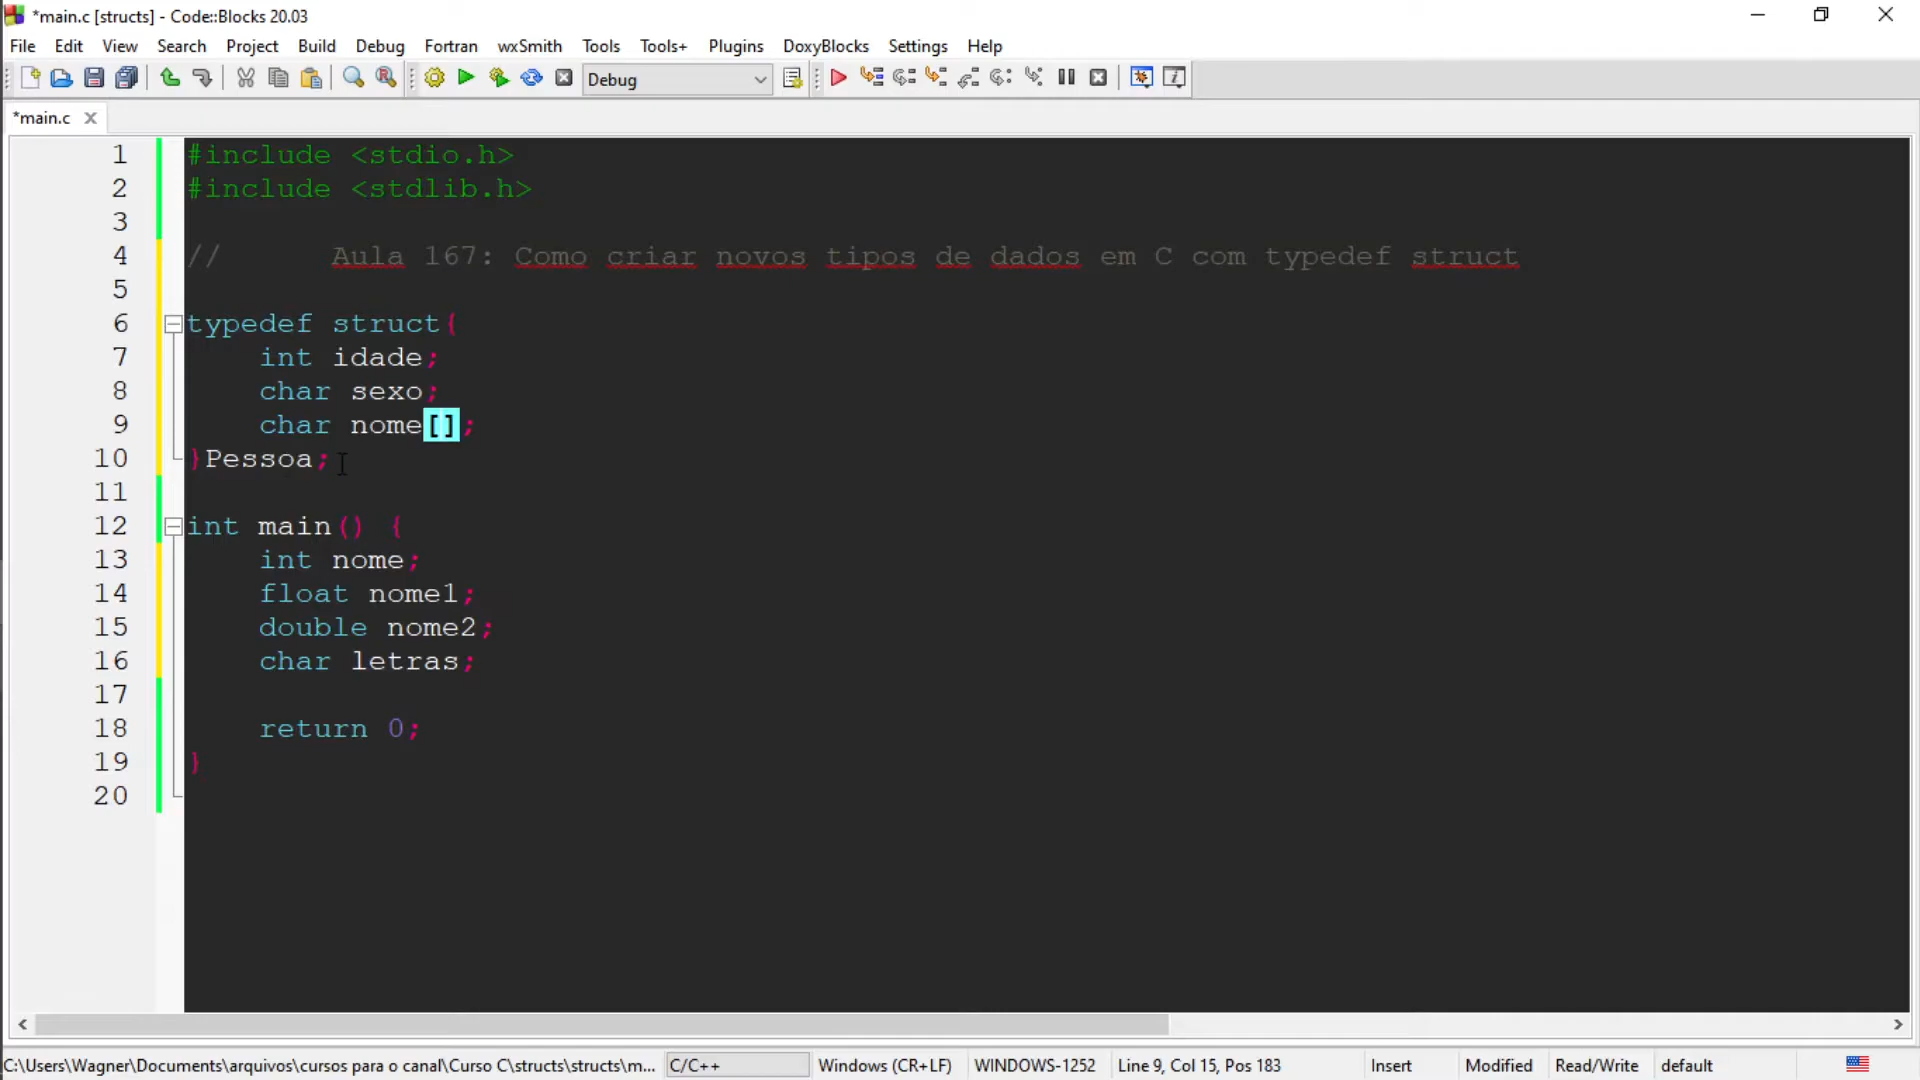 *main.c [structs] - Code::Blocks 20.03
File Edit View Search Project Build Debug Fortran wxSmith Tools Tools+ Plugins DoxyBlocks Settings Help
Debug
*main.c
1 #include <stdio.h>
2 #include <stdlib.h>
3
4 // Aula 167: Como criar novos tipos de dados em C com typedef struct
5
6 typedef struct{
7 int idade;
8 char sexo;
9 char nome[];
10 }Pessoa;
11
12 int main() {
13 int nome;
14 float nome1;
15 double nome2;
16 char letras;
17
18 return 0;
19 }
20
C:\Users\Wagner\Documents\arquivos\cursos para o canal\Curso C\structs\structs\m... C/C++ Windows (CR+LF) WINDOWS-1252 Line 9, Col 15, Pos 183 Insert Modified Read/Write default